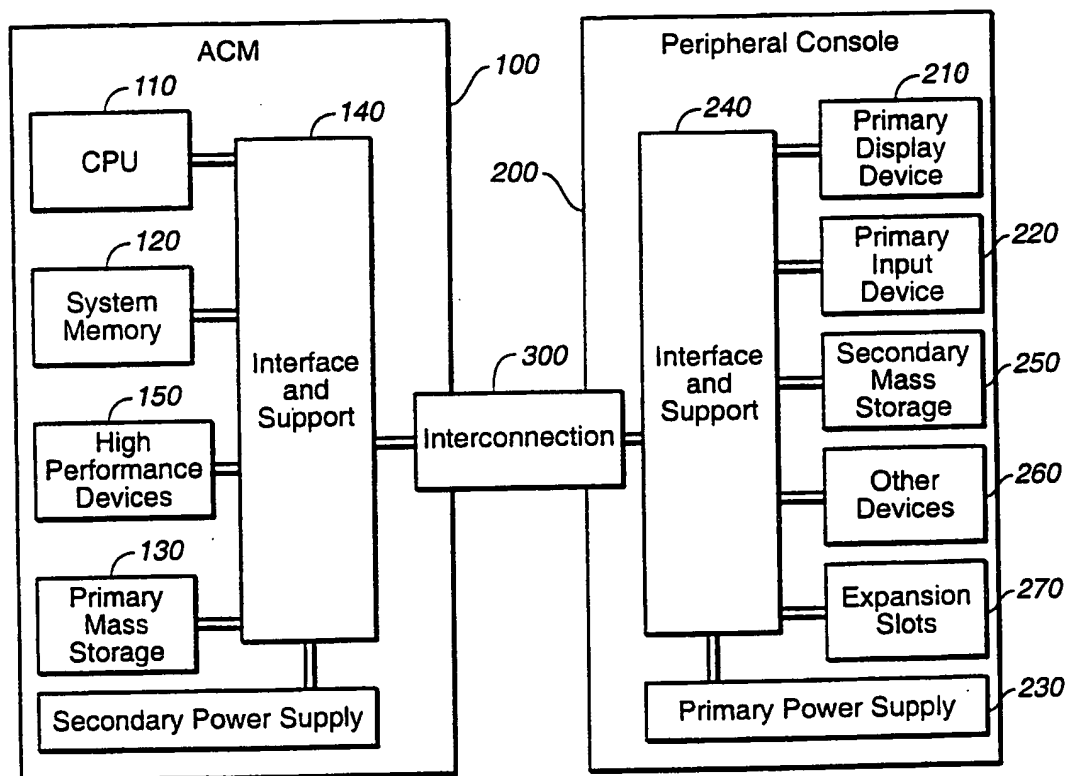 ACM
100
110
CPU
120
System
Memory
150
High
Performance
Devices
130
Primary
Mass
Storage
140
Interface
and
Support
Secondary Power Supply
300
Interconnection
Peripheral Console
200
240
Interface
and
Support
210
Primary
Display
Device
Primary
Input
Device
220
Secondary
Mass
Storage
250
Other
Devices
260
Expansion
Slots
270
Primary Power Supply
230